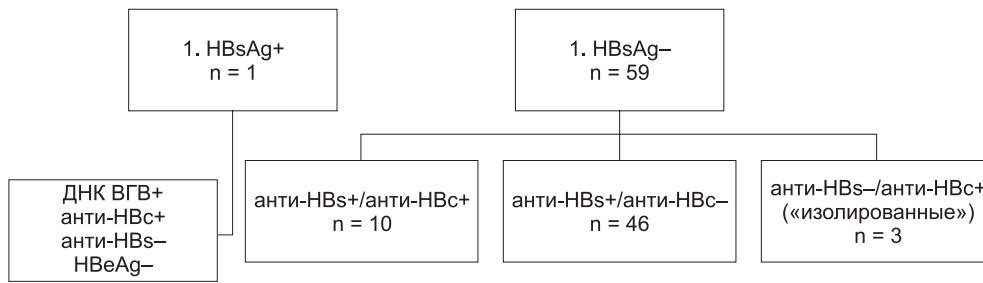 1. HBsAg+
n = 1
1. HBsAg–
n = 59
ДНК ВГВ+
анти-HBc+
анти-HBs–
HBeAg–
анти-HBs+/анти-HBc+
n = 10
анти-HBs+/анти-HBc–
n = 46
анти-HBs–/анти-HBc+
(«изолированные»)
n = 3